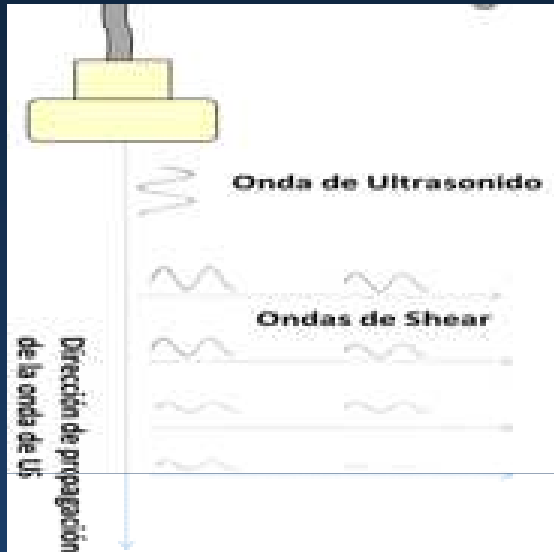 Onda de Ultrasonido
Ondas de Shear
Dirección de propagación
de la onda de US